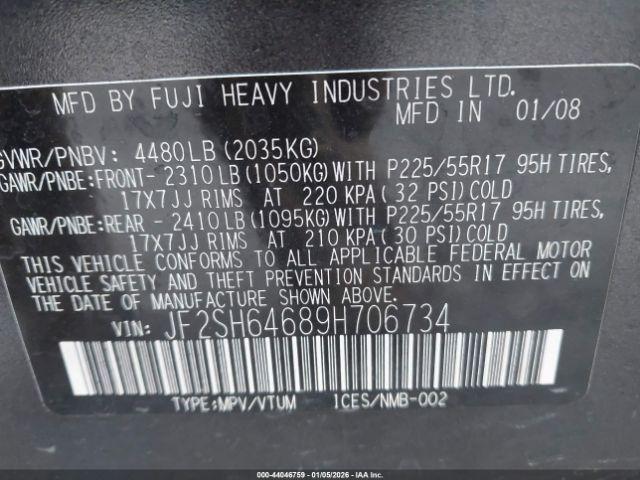 MFD BY FUJI HEAVY INDUSTRIES LTD.
MFD IN 01/08
GVWR/PNBV: 4480LB (2035KG)
GAWR/PNBE:FRONT- 2310LB (1050KG)WITH P225/55R17 95H TIRES,
17X7JJ RIMS AT 220 KPA (32 PSI)COLD
GAWR/PNBE:REAR - 2410LB (1095KG)WITH P225/55R17 95H TIRES,
17X7JJ RIMS AT 210 KPA (30 PSI)COLD
THIS VEHICLE CONFORMS TO ALL APPLICABLE FEDERAL MOTOR
VEHICLE SAFETY AND THEFT PREVENTION STANDARDS IN EFFECT ON
THE DATE OF MANUFACTURE SHOWN ABOVE.
VIN: JF2SH64689H706734
TYPE:MPV/VTUM ICES/NMB-002
000-44046759 - 01/05/2026 - IAAI.com